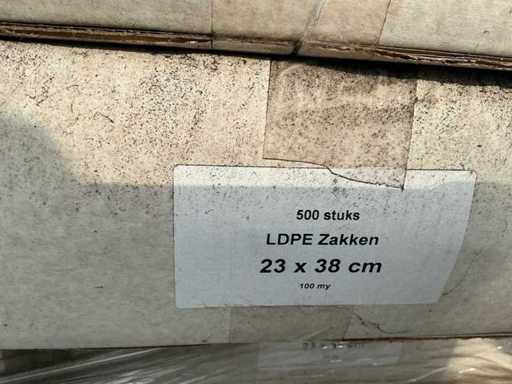 500 stuks
LDPE Zakken
23 x 38 cm
100 my